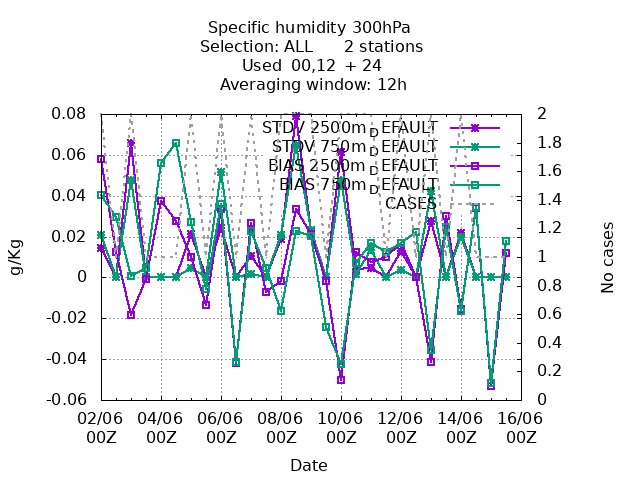 Specific humidity 300hPa
Selection: ALL 2 stations
Used 00,12 + 24
Averaging window: 12h
0.08
0.06
0.04
0.02
0
-0.02
-0.04
-0.06
g/Kg
STDV 2500m_DEFAULT
STDV 750m_DEFAULT
BIAS 2500m_DEFAULT
BIAS 750m_DEFAULT
CASES
2
1.8
1.6
1.4
1.2
1
0.8
0.6
0.4
0.2
0
No cases
02/06 04/06 06/06 08/06 10/06 12/06 14/06 16/06
00Z 00Z 00Z 00Z 00Z 00Z 00Z 00Z
Date